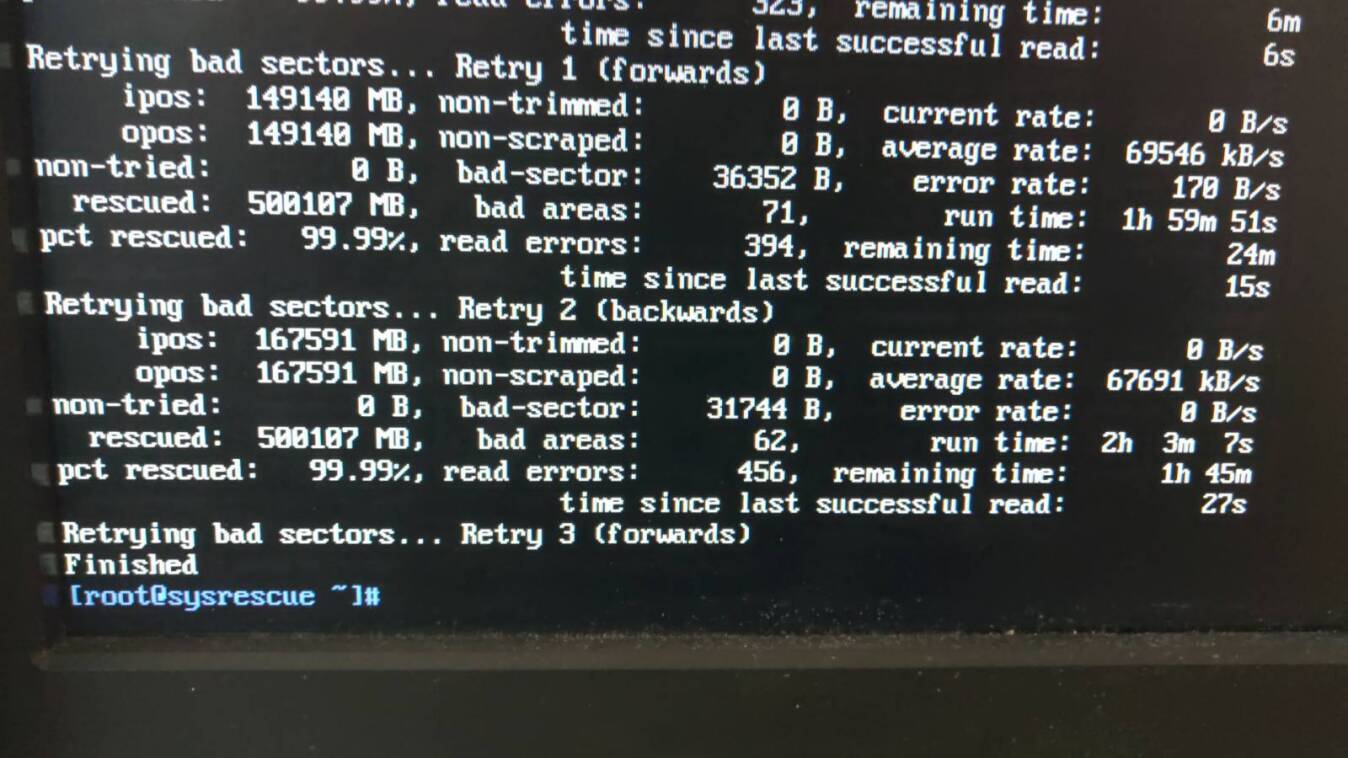 read errors: 323, remaining time: 6m
time since last successful read: 6s
Retrying bad sectors... Retry 1 (forwards)
ipos: 149140 MB, non-trimmed: 0 B, current rate: 0 B/s
opos: 149140 MB, non-scraped: 0 B, average rate: 69546 kB/s
non-tried: 0 B, bad-sector: 36352 B, error rate: 170 B/s
rescued: 500107 MB, bad areas: 71, run time: 1h 59m 51s
pct rescued: 99.99%, read errors: 394, remaining time: 24m
time since last successful read: 15s
Retrying bad sectors... Retry 2 (backwards)
ipos: 167591 MB, non-trimmed: 0 B, current rate: 0 B/s
opos: 167591 MB, non-scraped: 0 B, average rate: 67691 kB/s
non-tried: 0 B, bad-sector: 31744 B, error rate: 0 B/s
rescued: 500107 MB, bad areas: 62, run time: 2h 3m 7s
pct rescued: 99.99%, read errors: 456, remaining time: 1h 45m
time since last successful read: 27s
Retrying bad sectors... Retry 3 (forwards)
Finished
[root@sysrescue ~]#